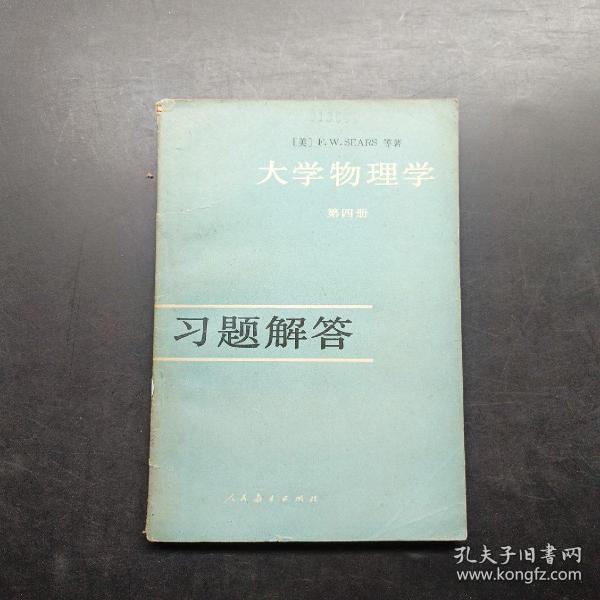 ［美］ F.W.SEARS 等著
大学物理学
第四册
习题解答
人民教育出版社
孔夫子旧书网
www.kongfz.com